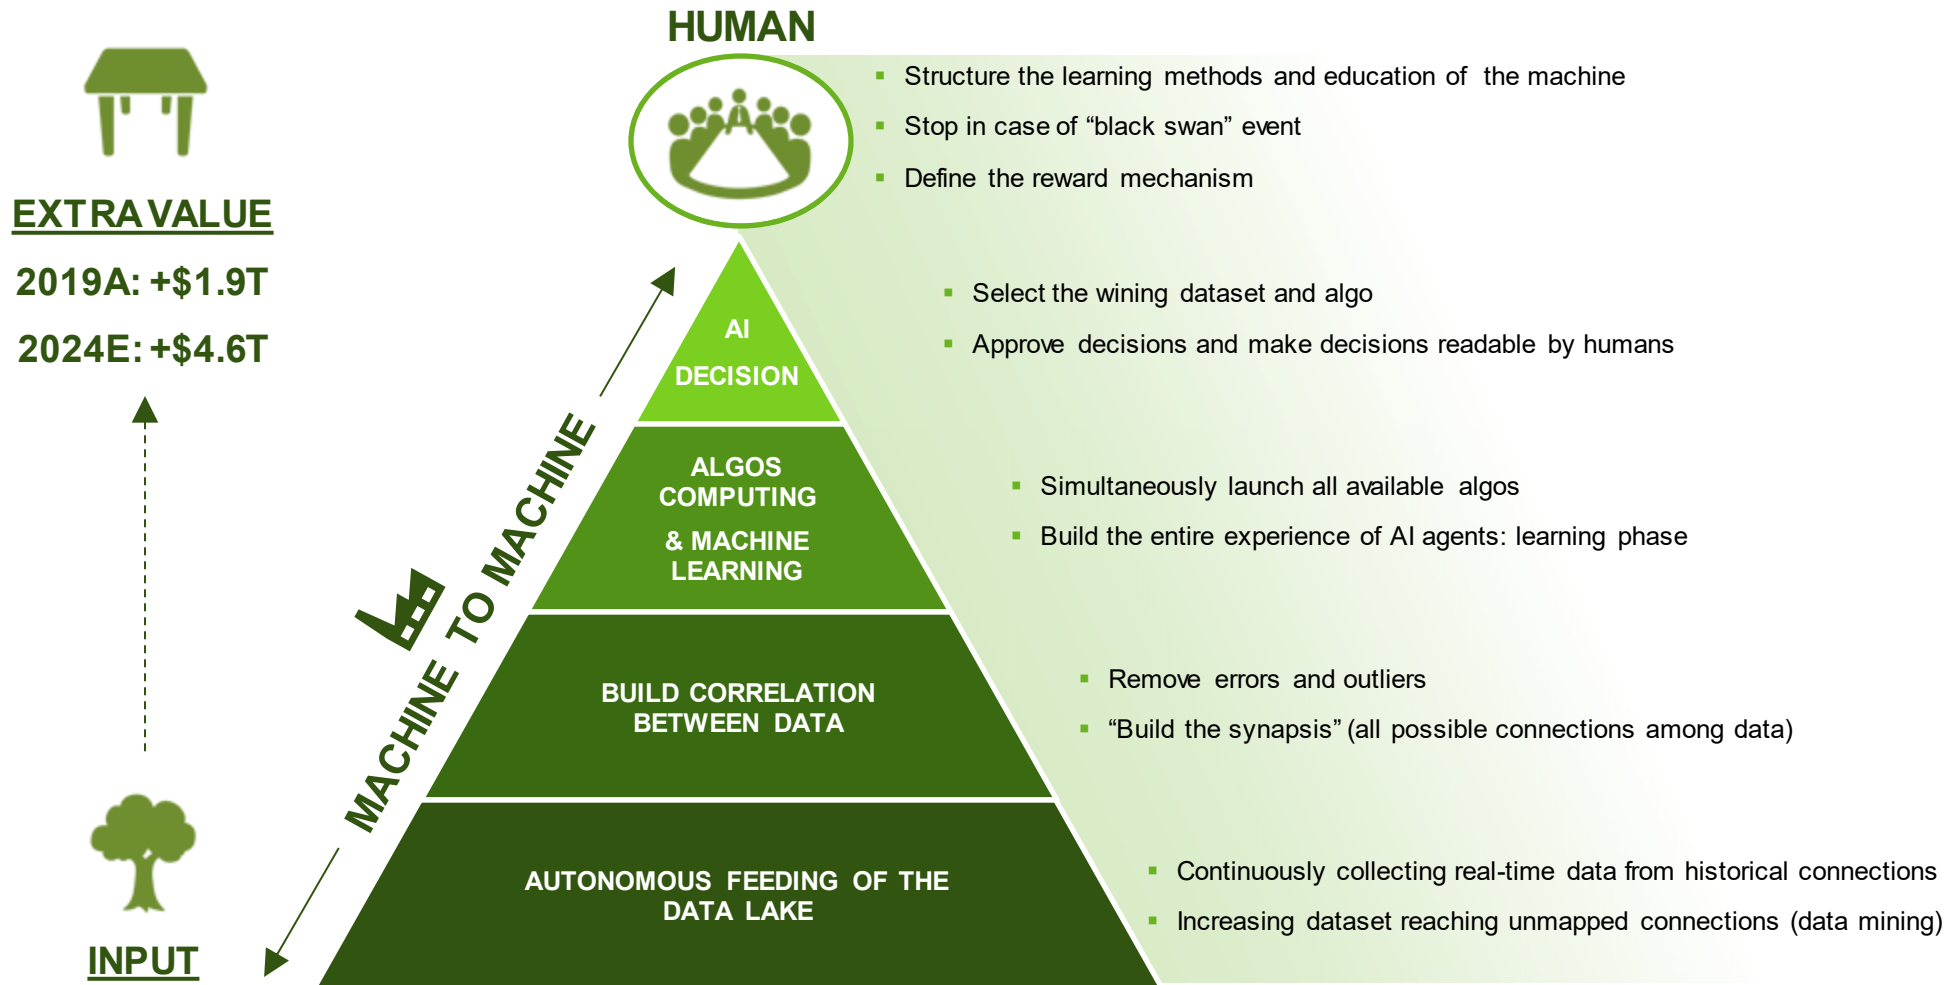 HUMAN
▪ Structure the learning methods and education of the machine
▪ Stop in case of “black swan” event
▪ Define the reward mechanism
EXTRA VALUE
2019A: +$1.9T
2024E: +$4.6T
AI
DECISION
▪ Select the wining dataset and algo
▪ Approve decisions and make decisions readable by humans
MACHINE TO MACHINE
ALGOS
COMPUTING
& MACHINE
LEARNING
▪ Simultaneously launch all available algos
▪ Build the entire experience of AI agents: learning phase
BUILD CORRELATION
BETWEEN DATA
▪ Remove errors and outliers
▪ “Build the synapsis” (all possible connections among data)
AUTONOMOUS FEEDING OF THE
DATA LAKE
▪ Continuously collecting real-time data from historical connections
▪ Increasing dataset reaching unmapped connections (data mining)
INPUT